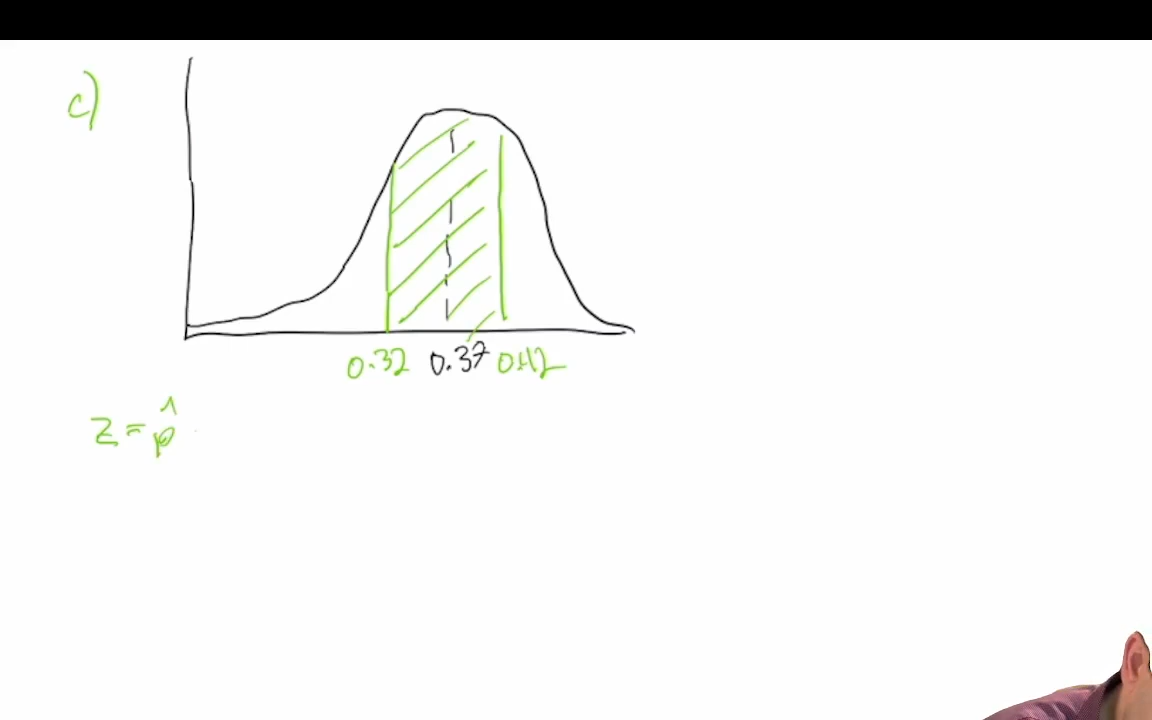 c)
0.32 0.37 0.42
z = p̂